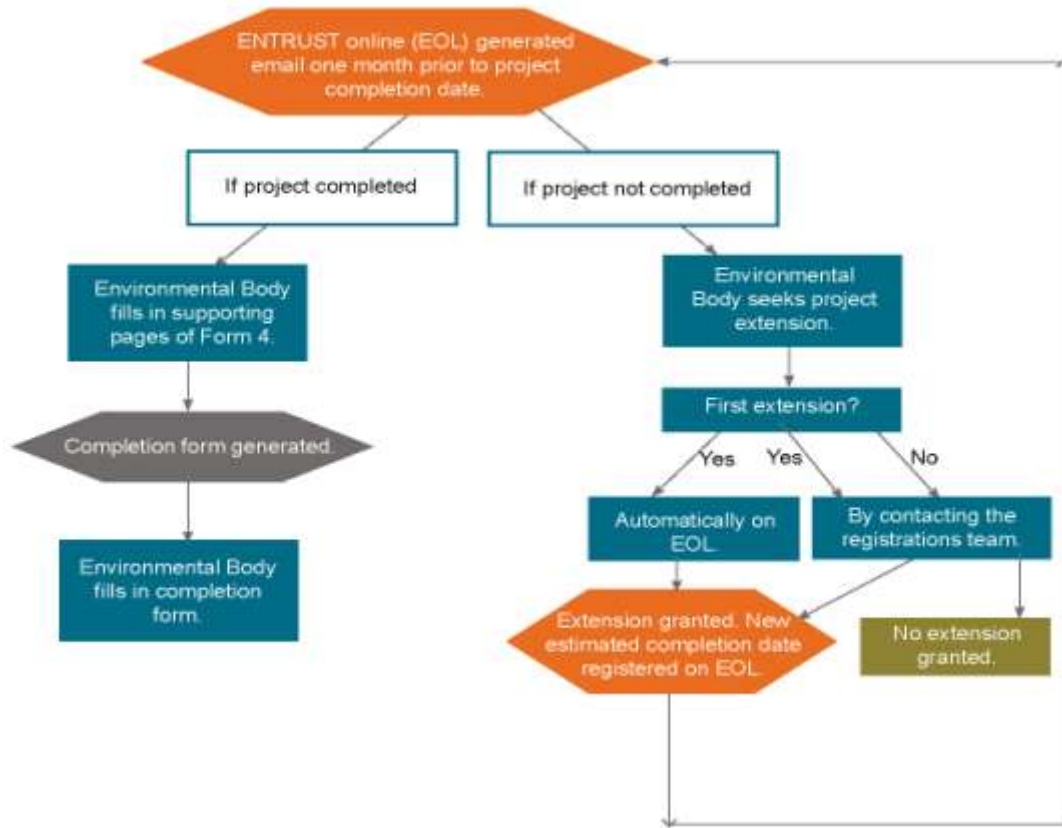 ENTRUST online (EOL) generated
email one month prior to project
completion date.
If project completed
If project not completed
Environmental Body
fills in supporting
pages of Form 4.
Environmental
Body seeks project
extension.
First extension?
Completion form generated.
Yes
Yes
No
Automatically on
EOL.
By contacting the
registrations team.
Environmental Body
fills in completion
form.
Extension granted. New
estimated completion date
registered on EOL.
No extension
granted.